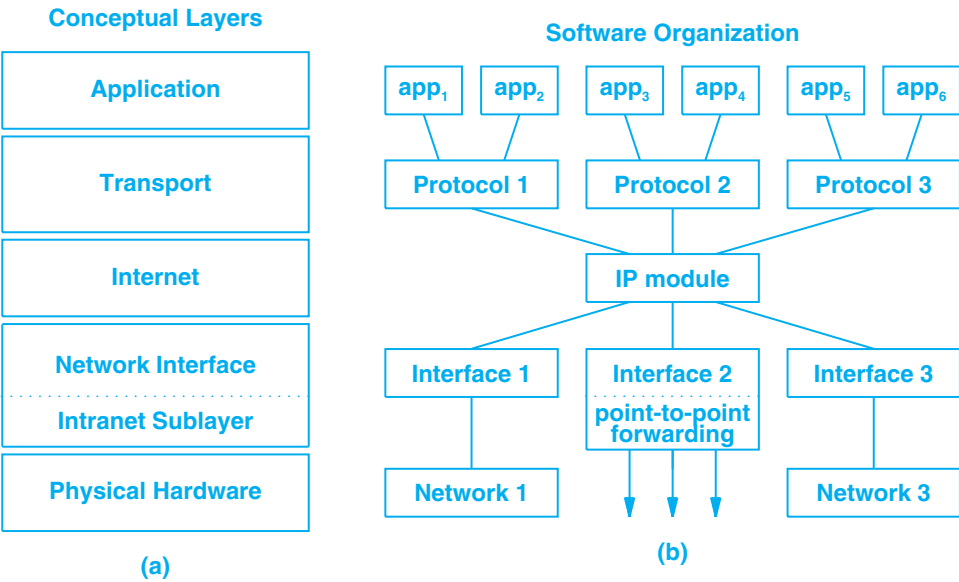 Conceptual Layers
Application
Transport
Internet
Network Interface
Intranet Sublayer
Physical Hardware
(a)
Software Organization
app₁ app₂ app₃ app₄ app₅ app₆
Protocol 1 Protocol 2 Protocol 3
IP module
Interface 1 Interface 2 Interface 3
point-to-point
forwarding
Network 1 Network 3
(b)